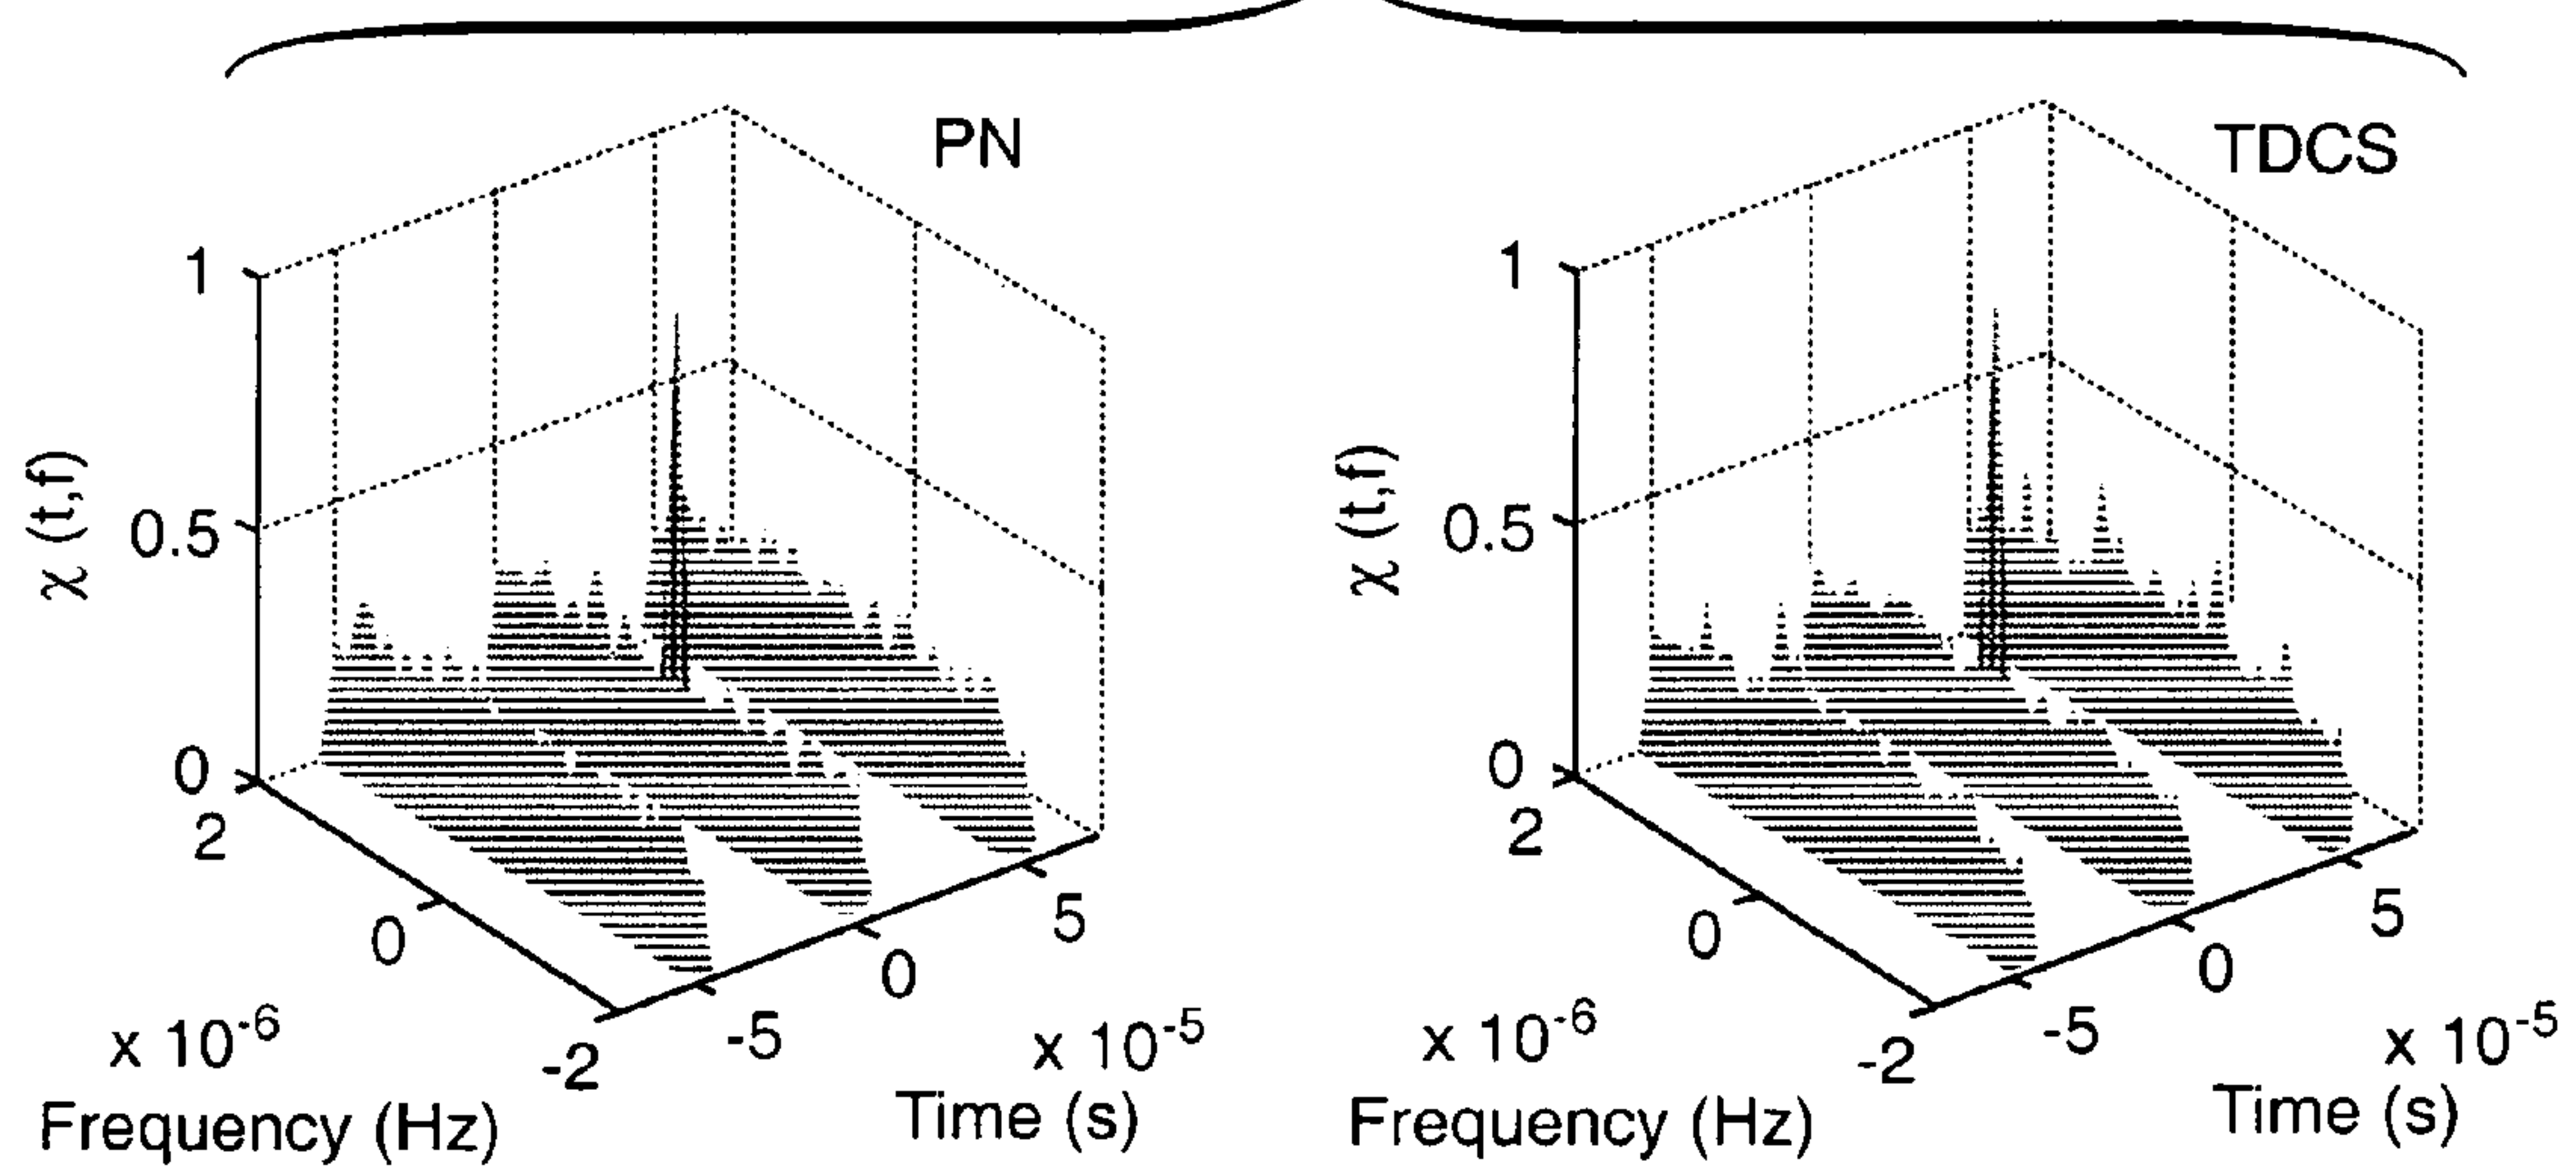 PN
1
0.5
0
χ (t,f)
2
0
-2
x 10⁻⁶
Frequency (Hz)
-5
0
5
x 10⁻⁵
Time (s)
TDCS
1
0.5
0
χ (t,f)
2
0
-2
x 10⁻⁶
Frequency (Hz)
-5
0
5
x 10⁻⁵
Time (s)